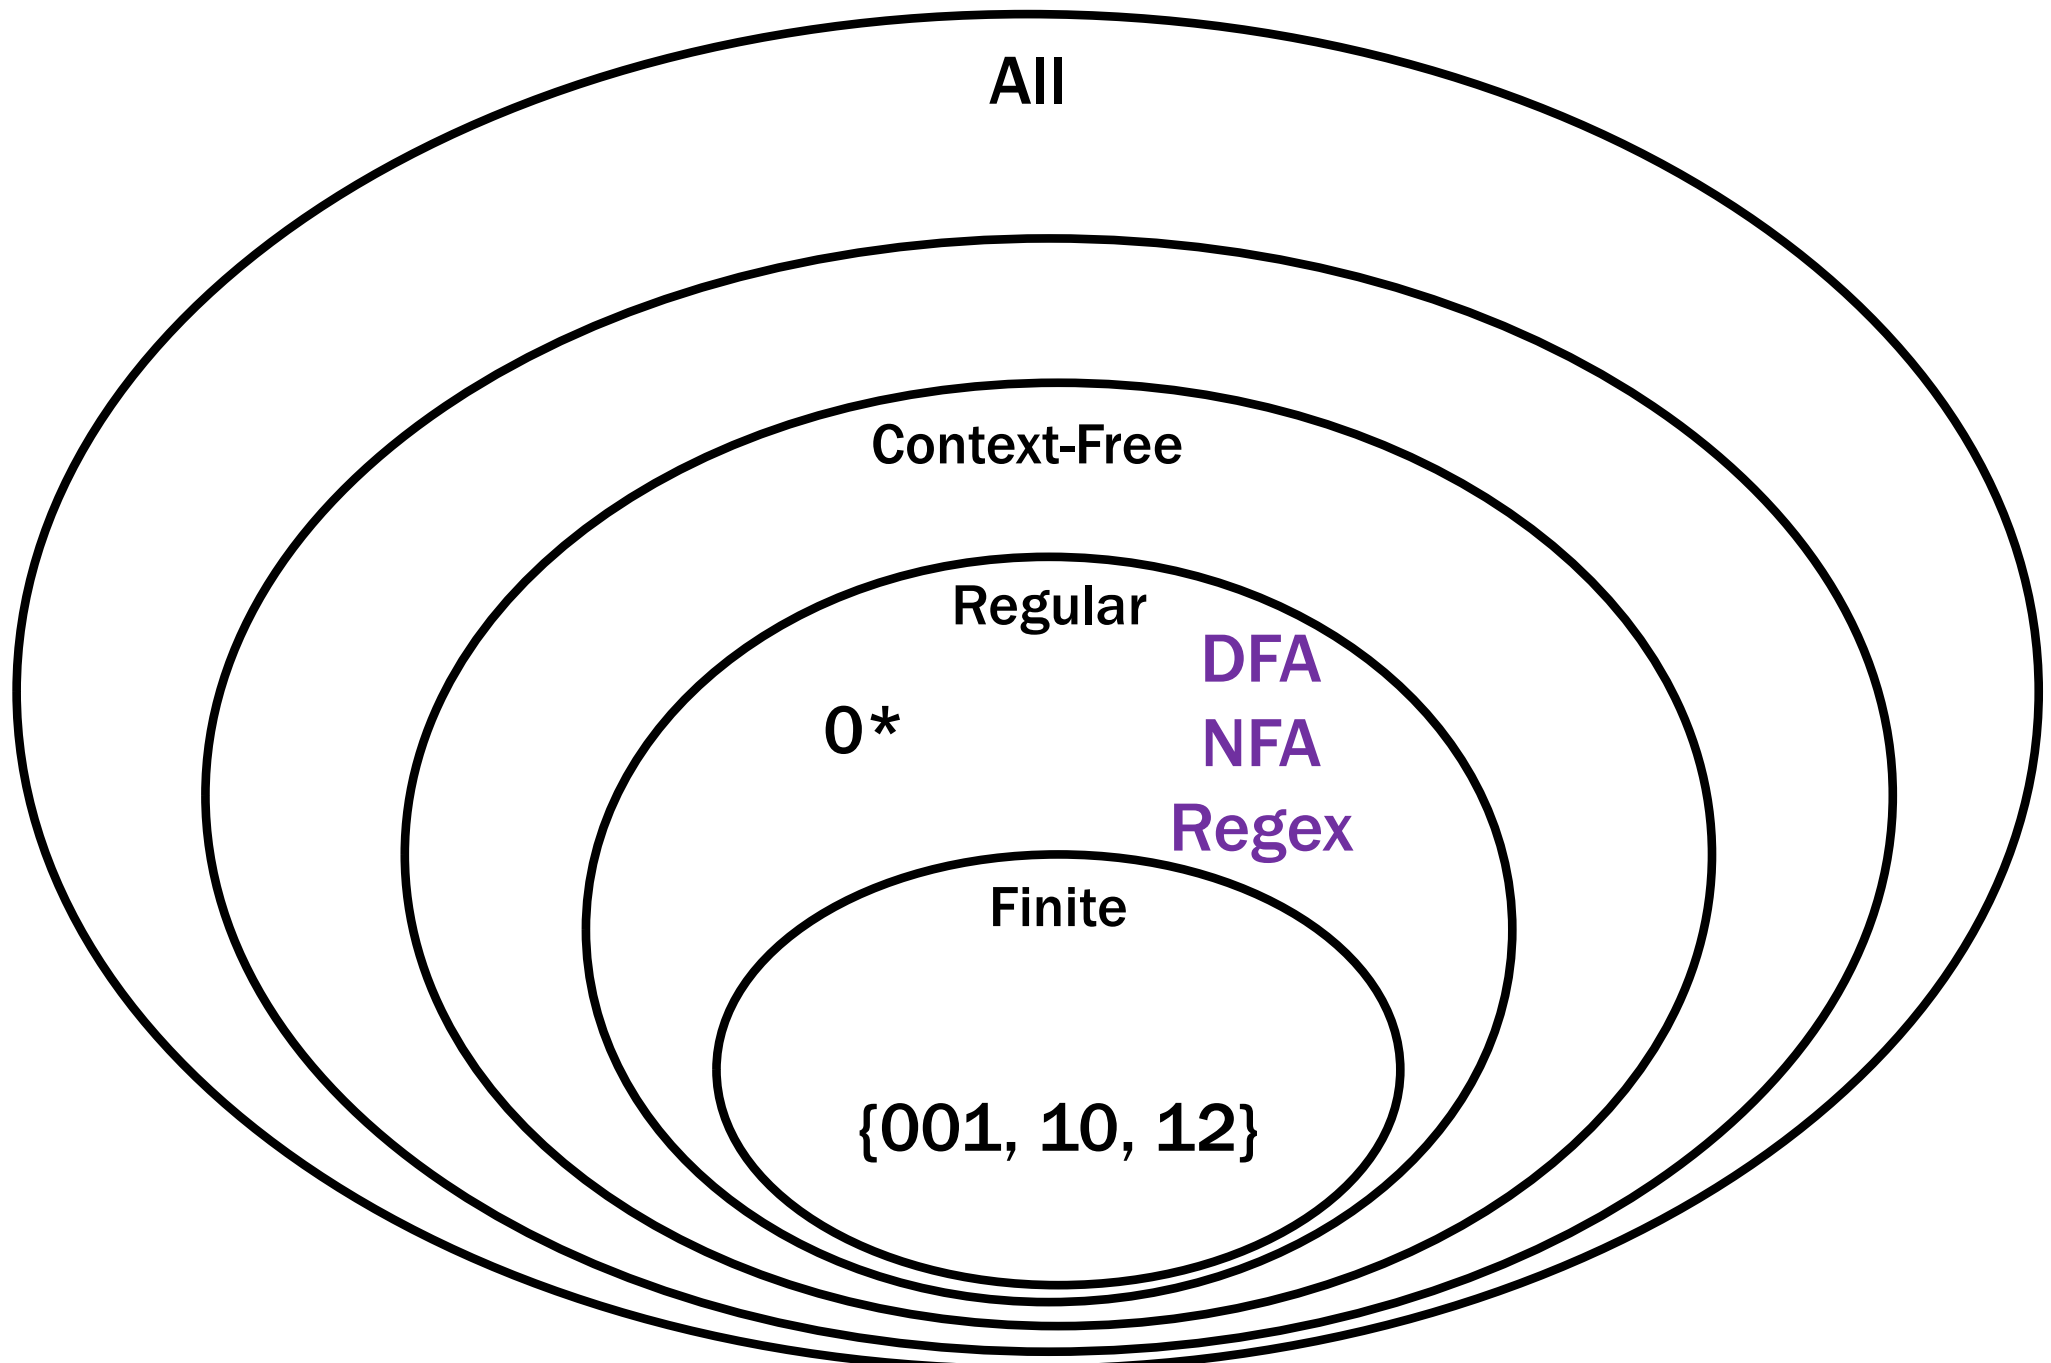 All
Context-Free
Regular
DFA
0*
NFA
Regex
Finite
{001, 10, 12}